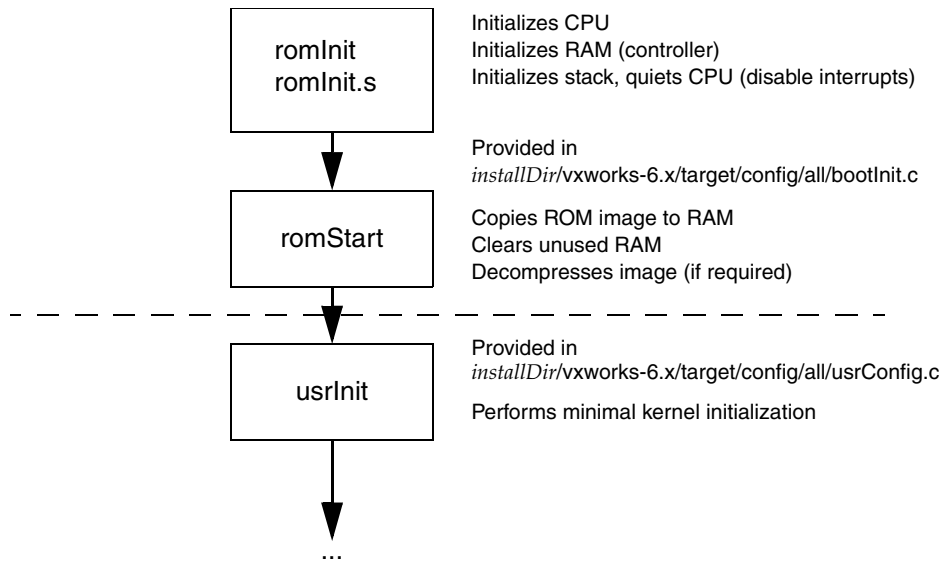 romInit
romInit.s
Initializes CPU
Initializes RAM (controller)
Initializes stack, quiets CPU (disable interrupts)
Provided in
installDir/vxworks-6.x/target/config/all/bootInit.c
romStart
Copies ROM image to RAM
Clears unused RAM
Decompresses image (if required)
Provided in
installDir/vxworks-6.x/target/config/all/usrConfig.c
usrInit
Performs minimal kernel initialization
...